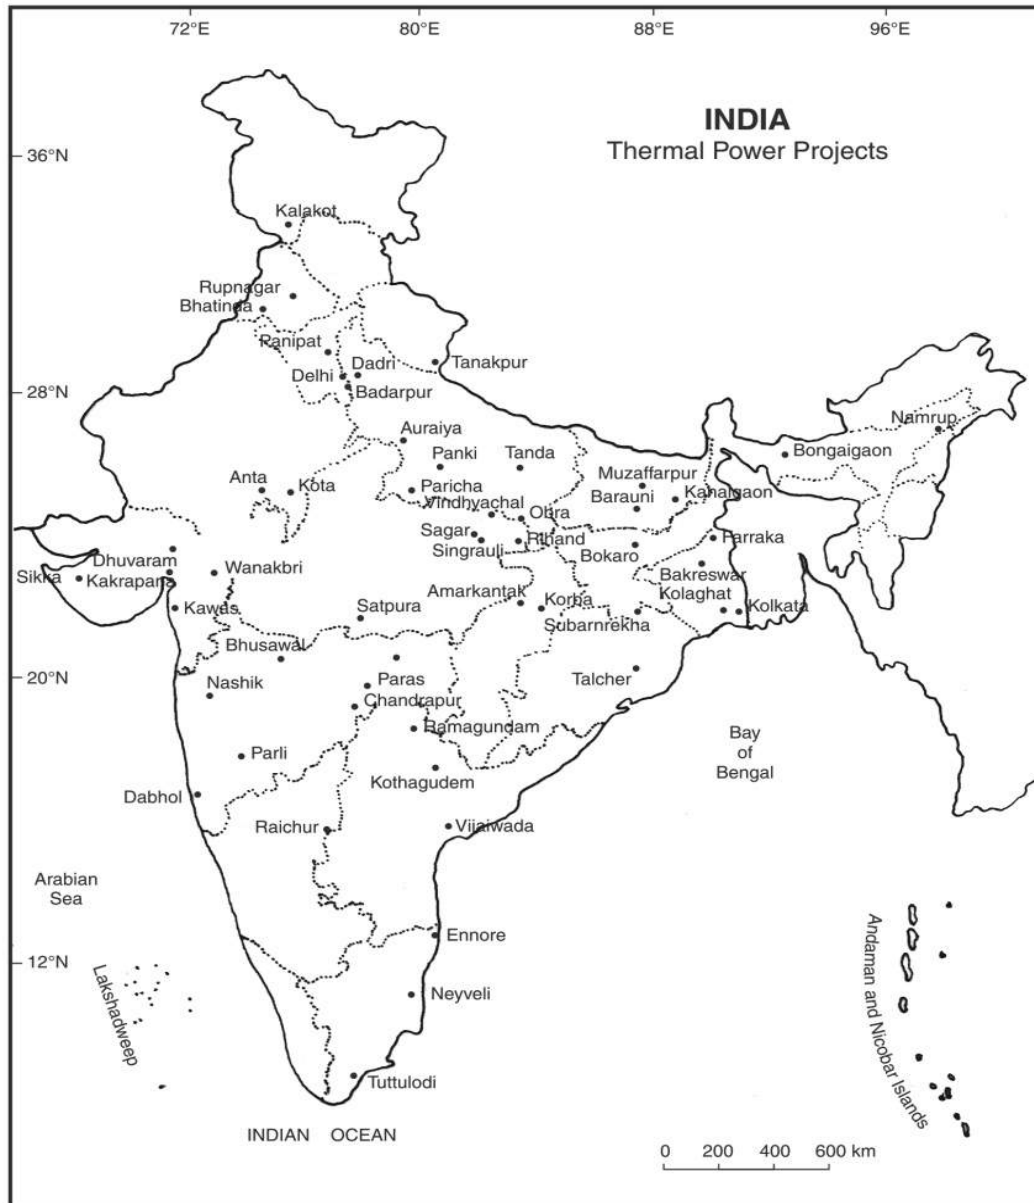 72°E
80°E
88°E
96°E
INDIA
Thermal Power Projects
36°N
Kalakot
Rupnagar
Bhatinda
Panipat
Dadri
Tanakpur
Delhi
Badarpur
28°N
Namrup
Auraiya
Bongaigaon
Panki
Tanda
Muzaffarpur
Anta
Kota
Paricha
Kahalgaon
Vindhyachal
Barauni
Obra
Sagar
Rihand
Farraka
Singrauli
Bokaro
Dhuvaram
Sikka
Kakrapara
Wanakbri
Bakreswar
Amarkantak
Korba
Kolaghat
Kolkata
Kawas
Satpura
Subarnrekha
Bhusawal
20°N
Nashik
Paras
Talcher
Chandrapur
Ramagundam
Bay
of
Bengal
Parli
Kothagudem
Dabhol
Raichur
Vijaiwada
Arabian
Sea
Ennore
12°N
Lakshadweep
Neyveli
Andaman and Nicobar Islands
Tuttulodi
INDIAN OCEAN
0 200 400 600 km